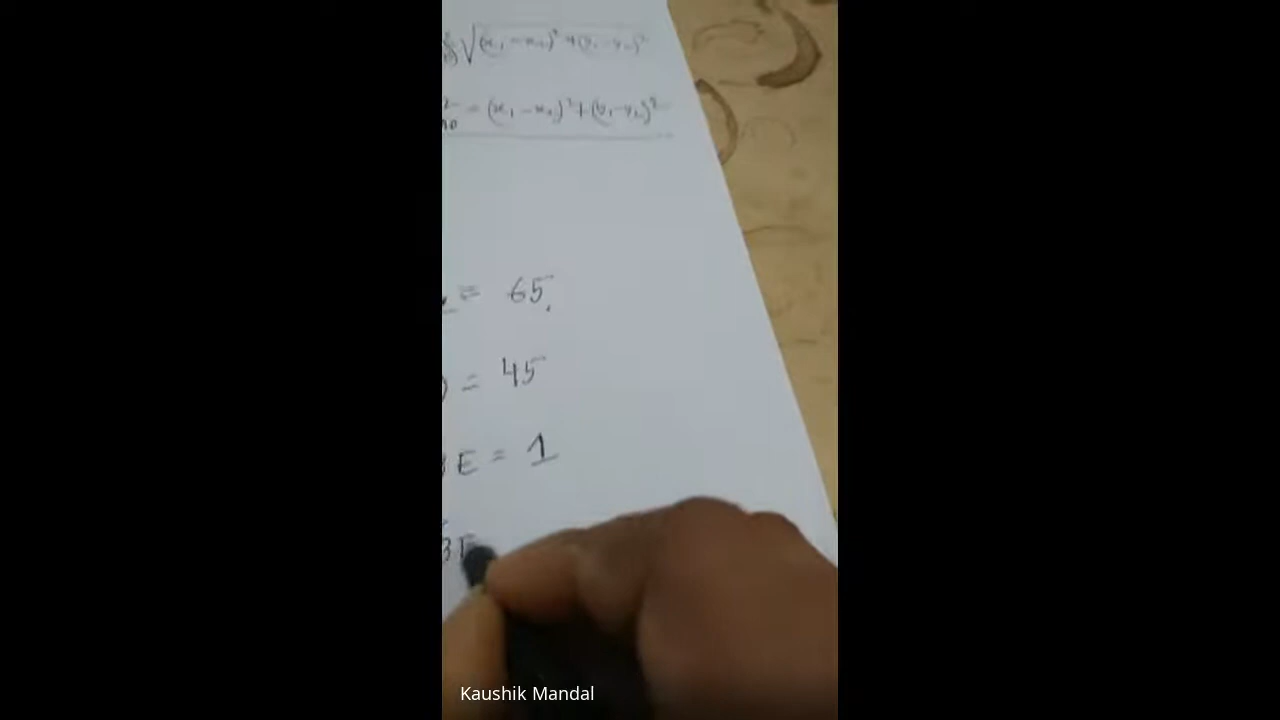 √(x₁-x₂)²+(y₁-y₂)²
= (x₁-x₂)²+(y₁-y₂)²
= 65
= 45
E = 1
Kaushik Mandal